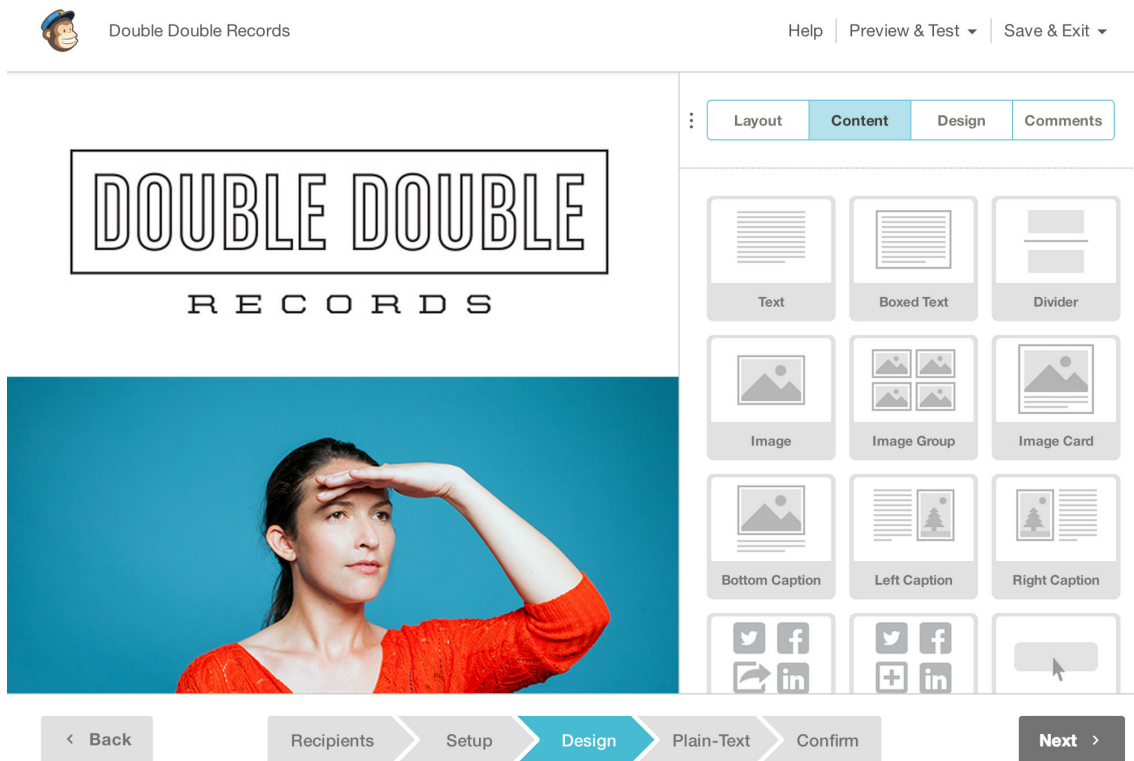 Double Double Records
Help
Preview & Test
Save & Exit
DOUBLE DOUBLE
RECORDS
Layout
Content
Design
Comments
Text
Boxed Text
Divider
Image
Image Group
Image Card
Bottom Caption
Left Caption
Right Caption
Back
Recipients
Setup
Design
Plain-Text
Confirm
Next